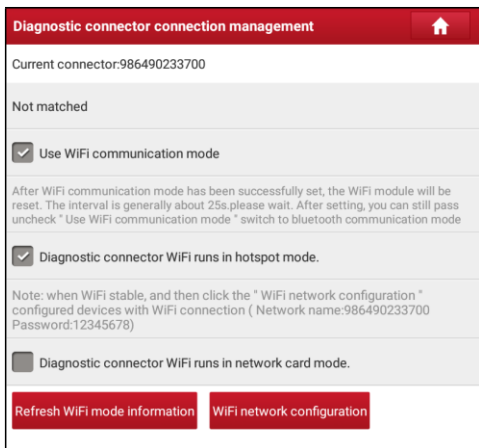 Diagnostic connector connection management
Current connector:986490233700
Not matched
Use WiFi communication mode
After WiFi communication mode has been successfully set, the WiFi module will be
reset. The interval is generally about 25s.please wait. After setting, you can still pass
uncheck " Use WiFi communication mode " switch to bluetooth communication mode
Diagnostic connector WiFi runs in hotspot mode.
Note: when WiFi stable, and then click the " WiFi network configuration "
configured devices with WiFi connection ( Network name:986490233700
Password:12345678)
Diagnostic connector WiFi runs in network card mode.
Refresh WiFi mode information WiFi network configuration